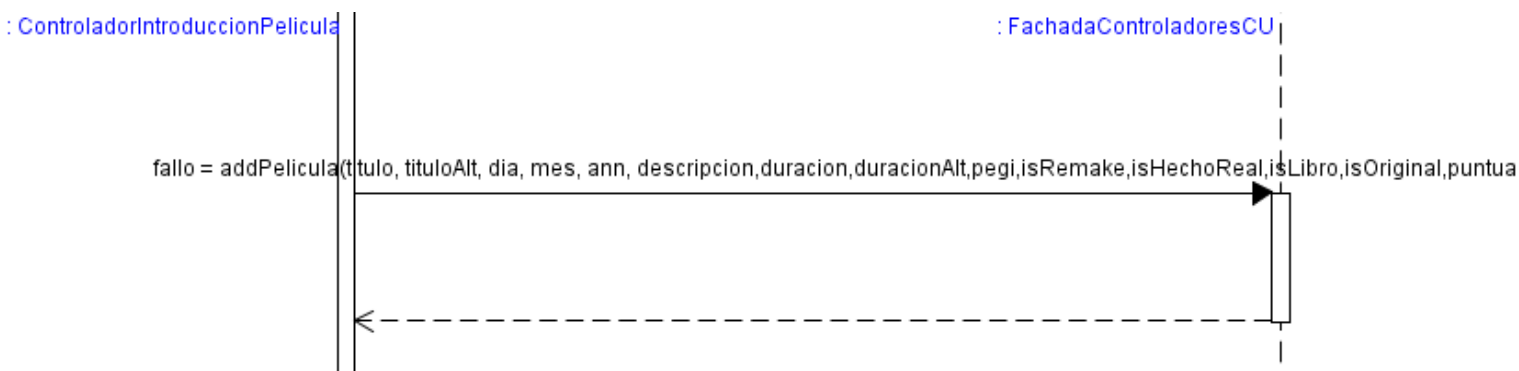 : ControladorIntroduccionPelicula
: FachadaControladoresCU
fallo = addPelicula(titulo, tituloAlt, dia, mes, ann, descripcion,duracion,duracionAlt,pegi,isRemake,isHechoReal,isLibro,isOriginal,puntua